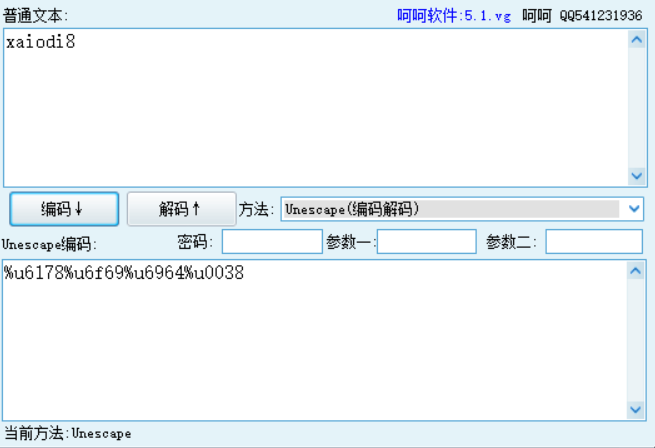 普通文本: 呵呵软件:5.1.vg 呵呵 QQ541231936
xaiodi8
编码↓ 解码↑ 方法: Unescape(编码解码)
Unescape编码: 密码: 参数一: 参数二:
%u6178%u6f69%u6964%u0038
当前方法:Unescape